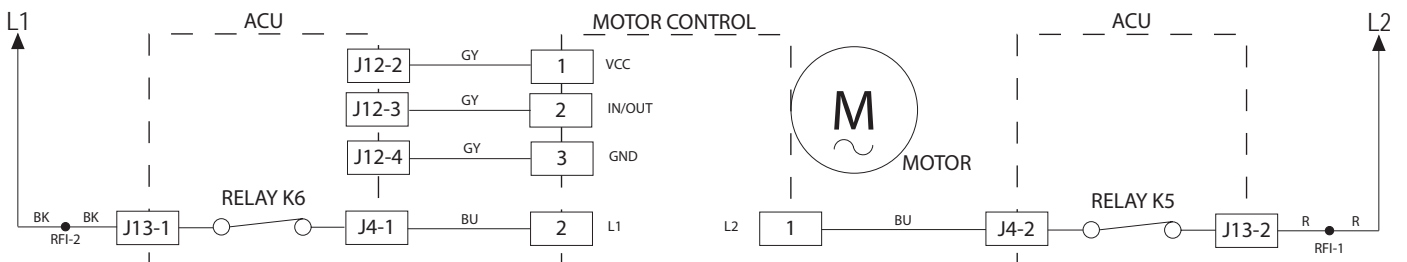 L1 ACU MOTOR CONTROL ACU L2
J12-2 GY 1 VCC
J12-3 GY 2 IN/OUT
M
J12-4 GY 3 GND
MOTOR
RELAY K6 RELAY K5
BK BK J13-1 J4-1 BU 2 L1 L2 1 BU J4-2 J13-2 R R
RFI-2 RFI-1